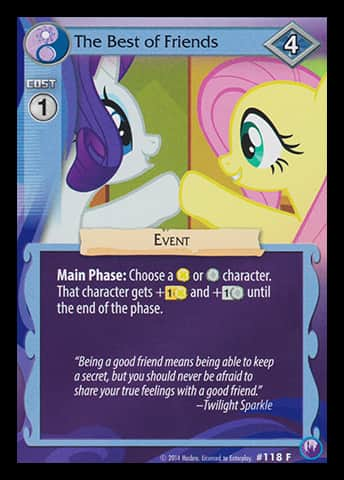 The Best of Friends
4
COST
1
EVENT
Main Phase: Choose a or character.
That character gets +1 and +1 until
the end of the phase.
"Being a good friend means being able to keep
a secret, but you should never be afraid to
share your true feelings with a good friend."
–Twilight Sparkle
© 2014 Hasbro. Licensed to Enterplay. #118 F